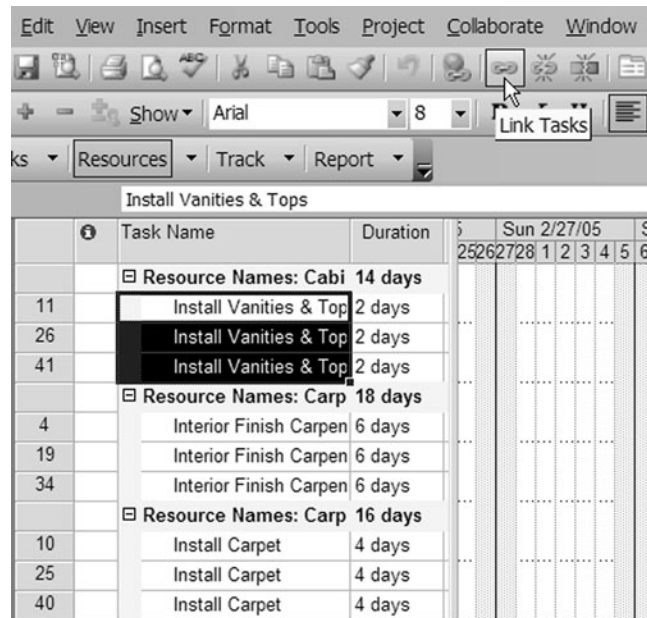 Edit View Insert Format Tools Project Collaborate Window
ABC
Show Arial 8
Link Tasks
Resources Track Report
Install Vanities & Tops
Task Name Duration Sun 2/27/05 S
25 26 27 28 1 2 3 4 5 6
Resource Names: Cabi 14 days
11 Install Vanities & Top 2 days
26 Install Vanities & Top 2 days
41 Install Vanities & Top 2 days
Resource Names: Carp 18 days
4 Interior Finish Carpen 6 days
19 Interior Finish Carpen 6 days
34 Interior Finish Carpen 6 days
Resource Names: Carp 16 days
10 Install Carpet 4 days
25 Install Carpet 4 days
40 Install Carpet 4 days